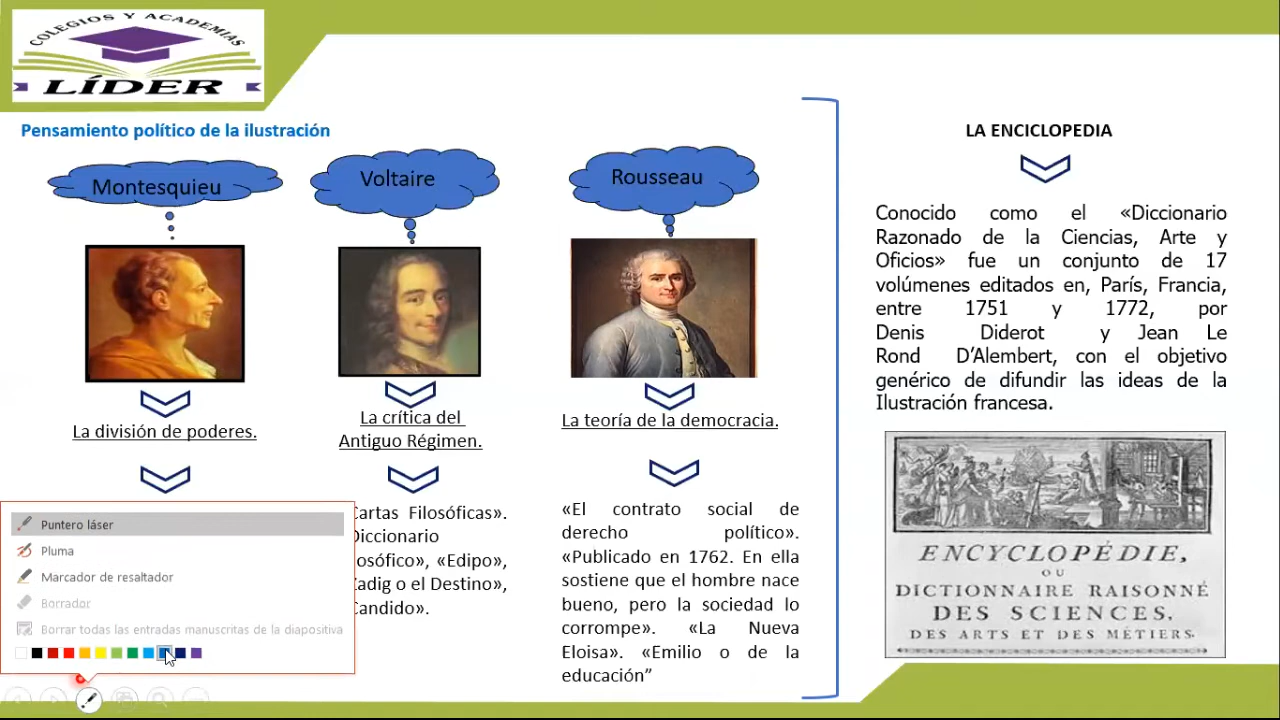 COLEGIOS Y ACADEMIAS
LÍDER
Pensamiento político de la ilustración
Montesquieu
Voltaire
Rousseau
La división de poderes.
La crítica del
Antiguo Régimen.
La teoría de la democracia.
Cartas Filosóficas».
Diccionario
osófico», «Edipo»,
Zadig o el Destino»,
Candido».
«El contrato social de
derecho político».
«Publicado en 1762. En ella
sostiene que el hombre nace
bueno, pero la sociedad lo
corrompe». «La Nueva
Eloisa». «Emilio o de la
educación”
Puntero láser
Pluma
Marcador de resaltador
Borrador
Borrar todas las entradas manuscritas de la diapositiva
LA ENCICLOPEDIA
Conocido como el «Diccionario
Razonado de la Ciencias, Arte y
Oficios» fue un conjunto de 17
volúmenes editados en, París, Francia,
entre 1751 y 1772, por
Denis Diderot y Jean Le
Rond D’Alembert, con el objetivo
genérico de difundir las ideas de la
Ilustración francesa.
ENCYCLOPÉDIE,
OU
DICTIONNAIRE RAISONNÉ
DES SCIENCES,
DES ARTS ET DES MÉTIERS.